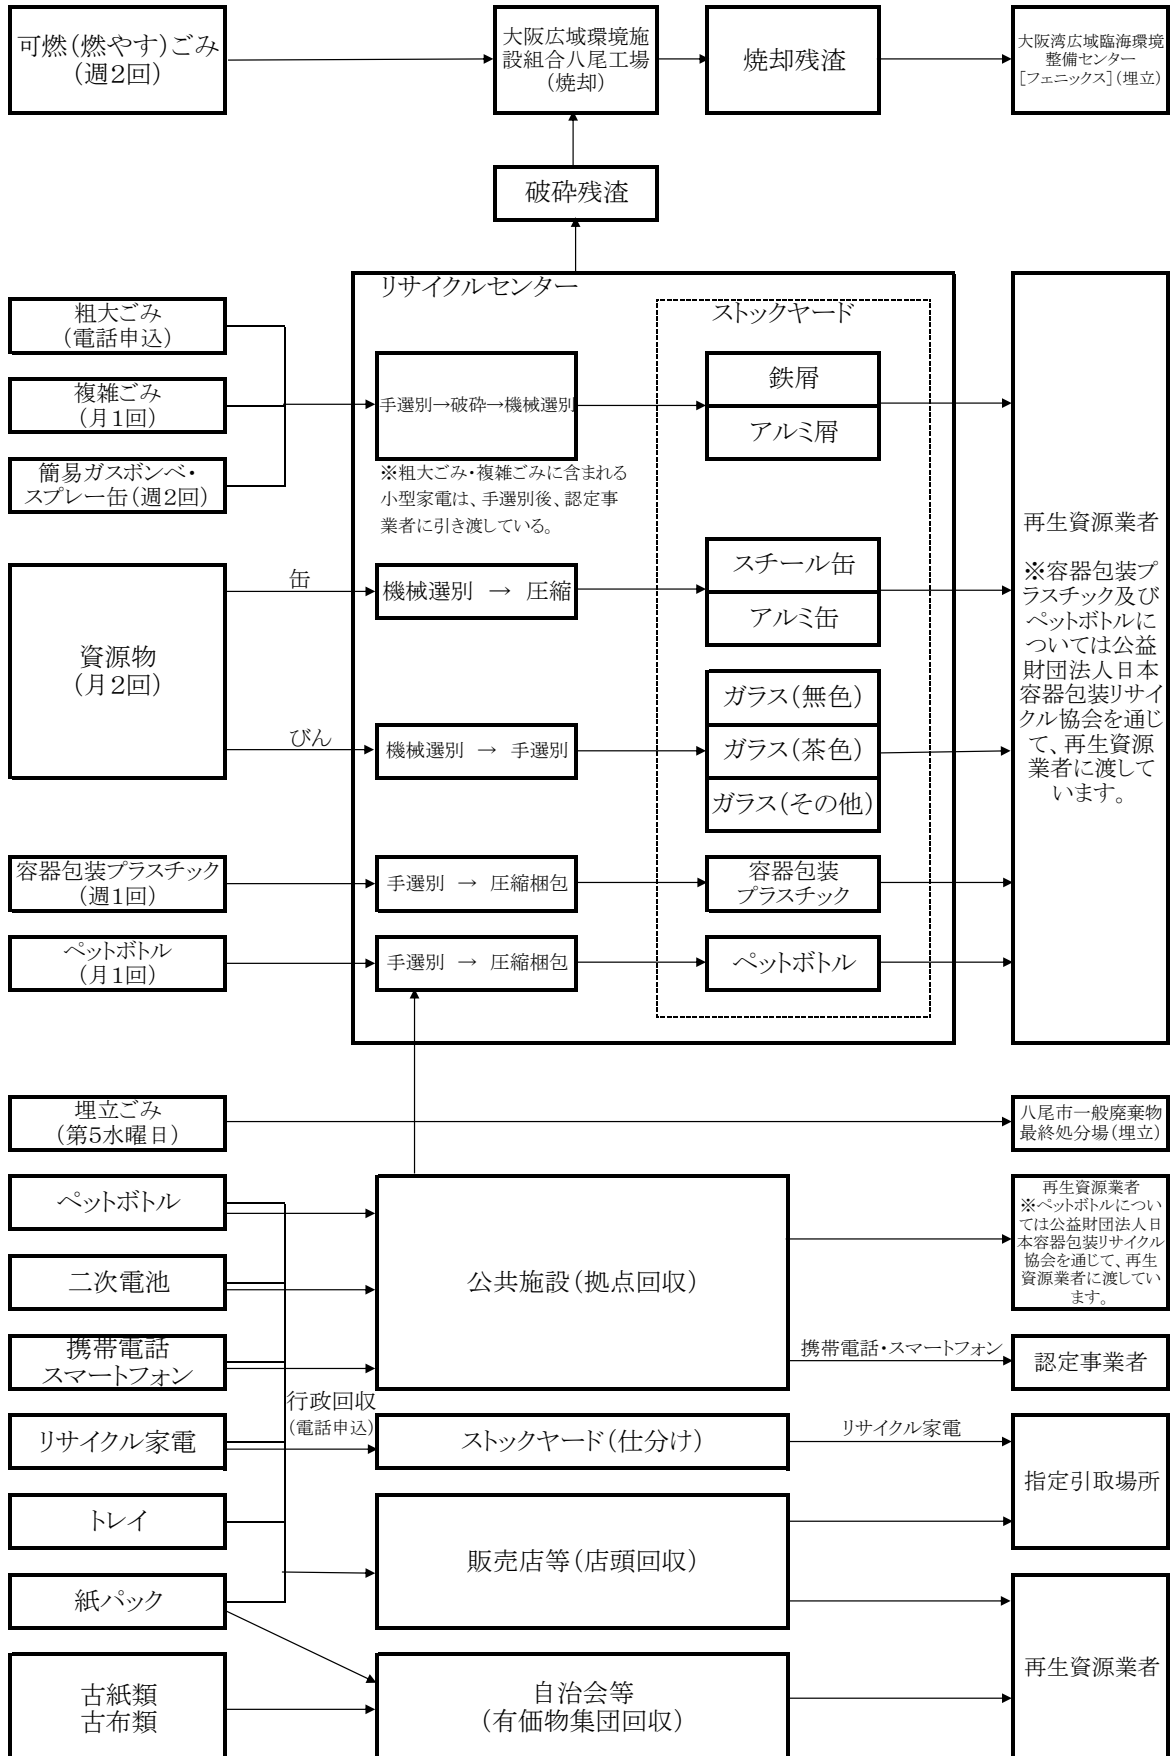 可燃(燃やす)ごみ
(週2回)
大阪広域環境施
設組合八尾工場
(焼却)
焼却残渣
大阪湾広域臨海環境
整備センター
[フェニックス](埋立)
破砕残渣
リサイクルセンター
ストックヤード
粗大ごみ
(電話申込)
複雑ごみ
(月1回)
簡易ガスボンベ・
スプレー缶(週2回)
手選別→破砕→機械選別
※粗大ごみ・複雑ごみに含まれる
小型家電は、手選別後、認定事
業者に引き渡している。
鉄屑
アルミ屑
資源物
(月2回)
缶
機械選別 → 圧縮
スチール缶
アルミ缶
びん
機械選別 → 手選別
ガラス(無色)
ガラス(茶色)
ガラス(その他)
容器包装プラスチック
(週1回)
手選別 → 圧縮梱包
容器包装
プラスチック
ペットボトル
(月1回)
手選別 → 圧縮梱包
ペットボトル
再生資源業者
※容器包装プ
ラスチック及び
ペットボトルに
ついては公益
財団法人日本
容器包装リサイ
クル協会を通じ
て、再生資源
業者に渡して
います。
埋立ごみ
(第5水曜日)
八尾市一般廃棄物
最終処分場(埋立)
ペットボトル
二次電池
携帯電話
スマートフォン
公共施設(拠点回収)
再生資源業者
※ペットボトルについ
ては公益財団法人日
本容器包装リサイクル
協会を通じて、再生
資源業者に渡してい
ます。
携帯電話・スマートフォン
認定事業者
リサイクル家電
行政回収
(電話申込)
ストックヤード(仕分け)
リサイクル家電
指定引取場所
トレイ
紙パック
販売店等(店頭回収)
古紙類
古布類
自治会等
(有価物集団回収)
再生資源業者